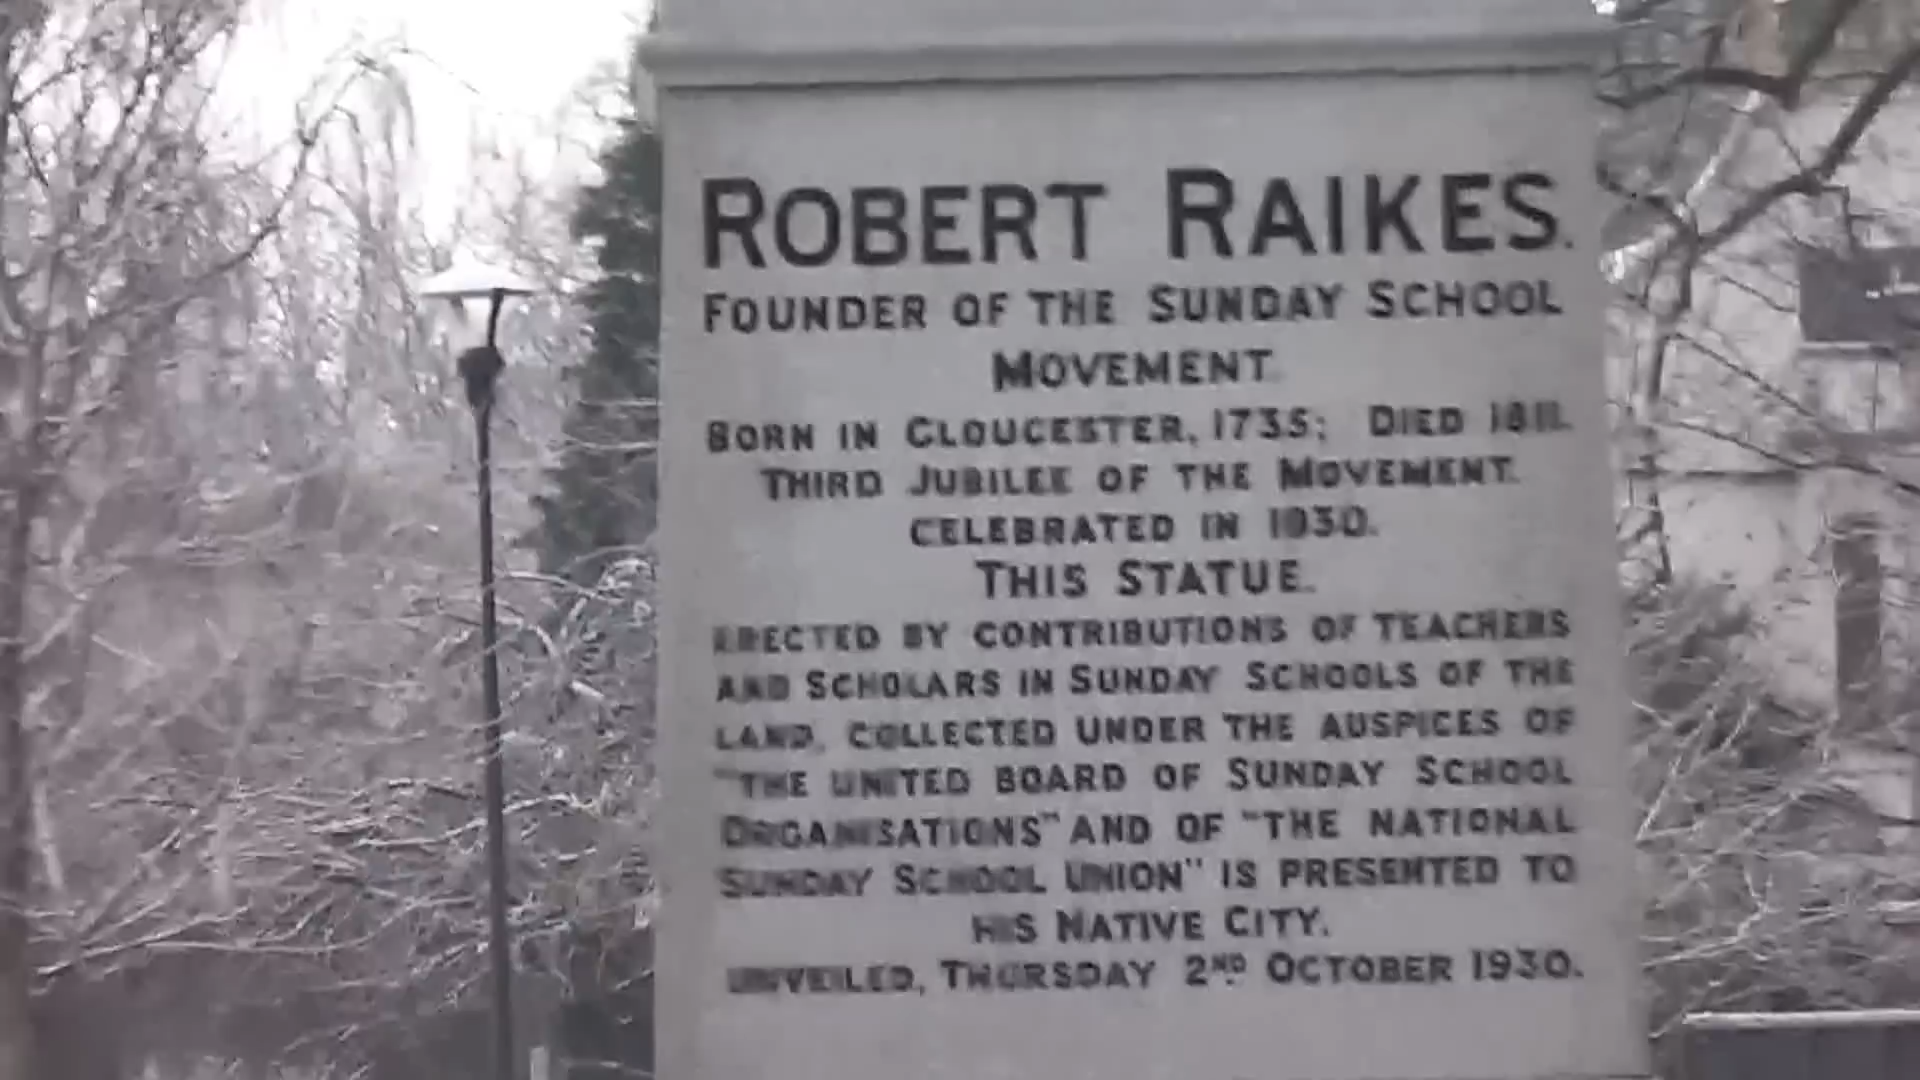 ROBERT RAIKES.
FOUNDER OF THE SUNDAY SCHOOL
MOVEMENT.
BORN IN GLOUCESTER, 1735; DIED 1811.
THIRD JUBILEE OF THE MOVEMENT.
CELEBRATED IN 1930.
THIS STATUE.
ERECTED BY CONTRIBUTIONS OF TEACHERS
AND SCHOLARS IN SUNDAY SCHOOLS OF THE
LAND, COLLECTED UNDER THE AUSPICES OF
"THE UNITED BOARD OF SUNDAY SCHOOL
ORGANISATIONS" AND OF "THE NATIONAL
SUNDAY SCHOOL UNION" IS PRESENTED TO
HIS NATIVE CITY.
UNVEILED, THURSDAY 2ND OCTOBER 1930.